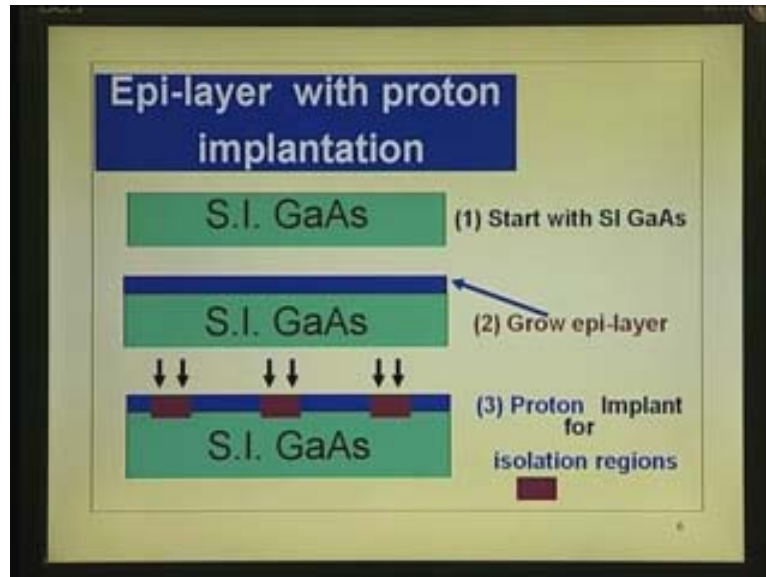 Epi-layer with proton
implantation
S.I. GaAs
(1) Start with SI GaAs
S.I. GaAs
(2) Grow epi-layer
(3) Proton Implant
for
isolation regions
S.I. GaAs
6